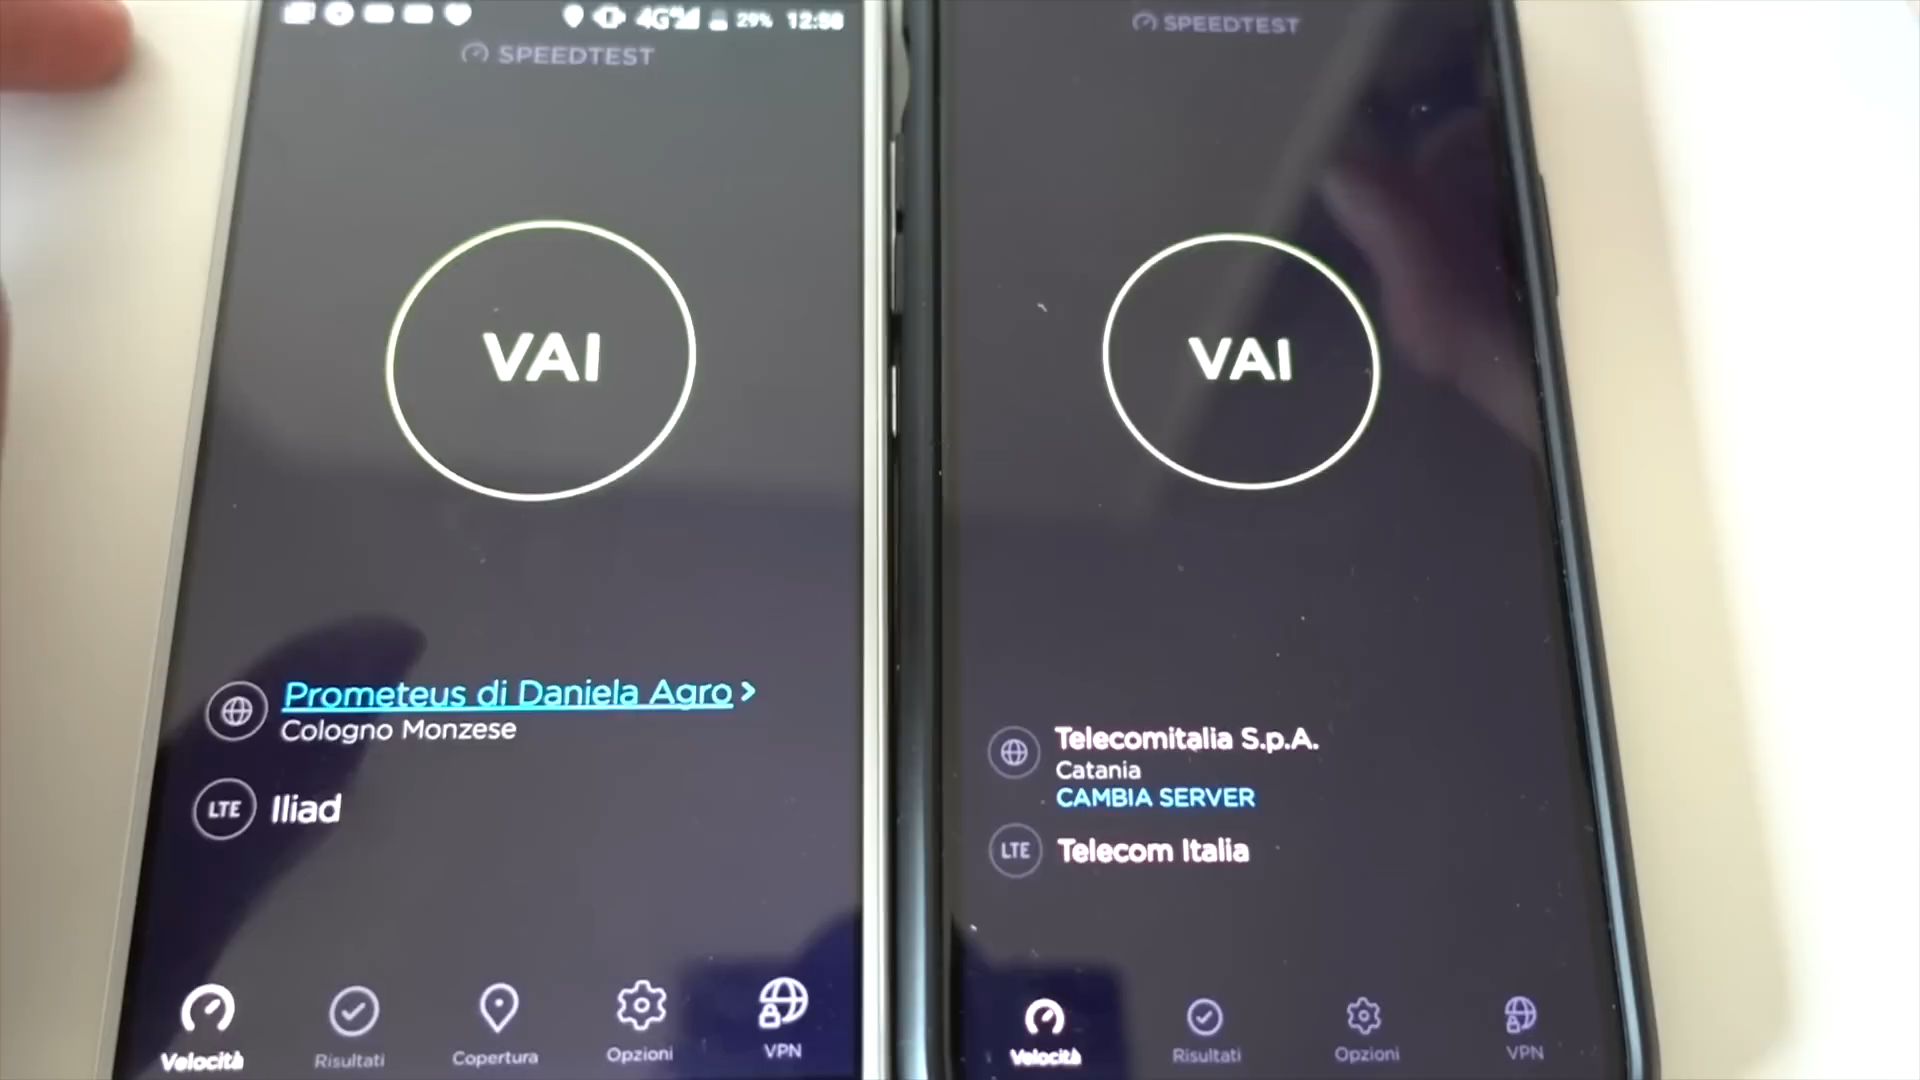 4G 29% 12:58
SPEEDTEST
VAI
Prometeus di Daniela Agro >
Cologno Monzese
LTE Iliad
Velocità Risultati Copertura Opzioni VPN
SPEEDTEST
VAI
Telecomitalia S.p.A.
Catania
CAMBIA SERVER
LTE Telecom Italia
Velocità Risultati Opzioni VPN